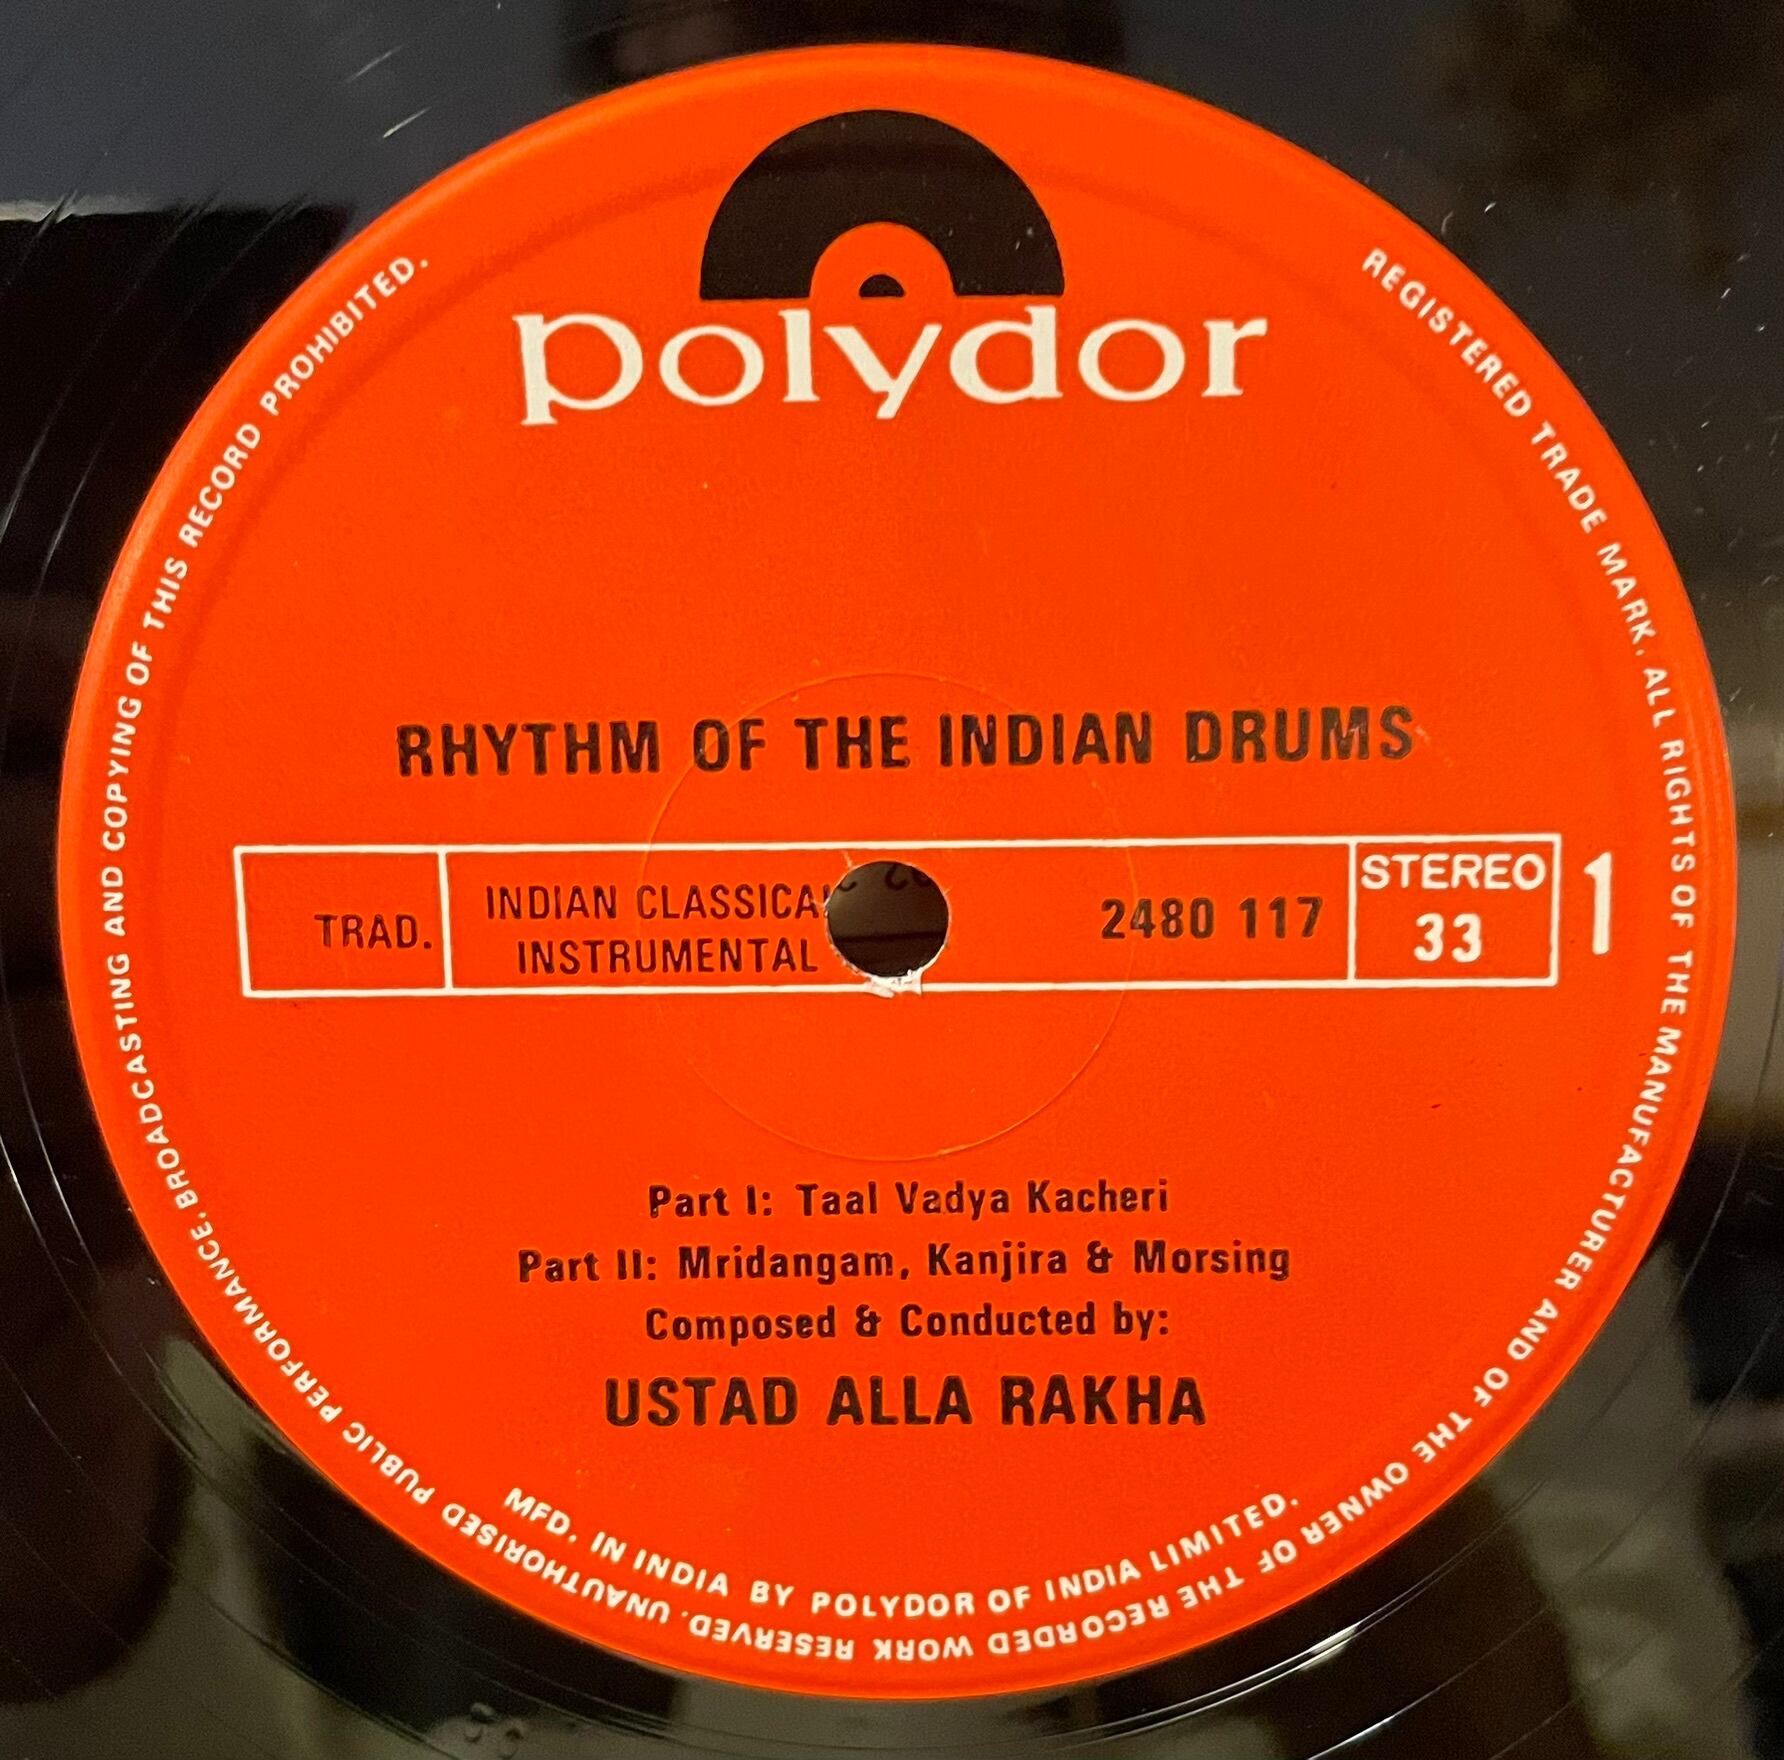 polydor
RHYTHM OF THE INDIAN DRUMS
TRAD.
INDIAN CLASSICAL
INSTRUMENTAL
2480 117
STEREO
33
1
Part I: Taal Vadya Kacheri
Part II: Mridangam, Kanjira & Morsing
Composed & Conducted by:
USTAD ALLA RAKHA
MFD. IN INDIA BY POLYDOR OF INDIA LIMITED.
REGISTERED TRADE MARK. ALL RIGHTS OF THE MANUFACTURER AND OF THE OWNER OF THE RECORDED WORK RESERVED. UNAUTHORISED PUBLIC PERFORMANCE, BROADCASTING AND COPYING OF THIS RECORD PROHIBITED.